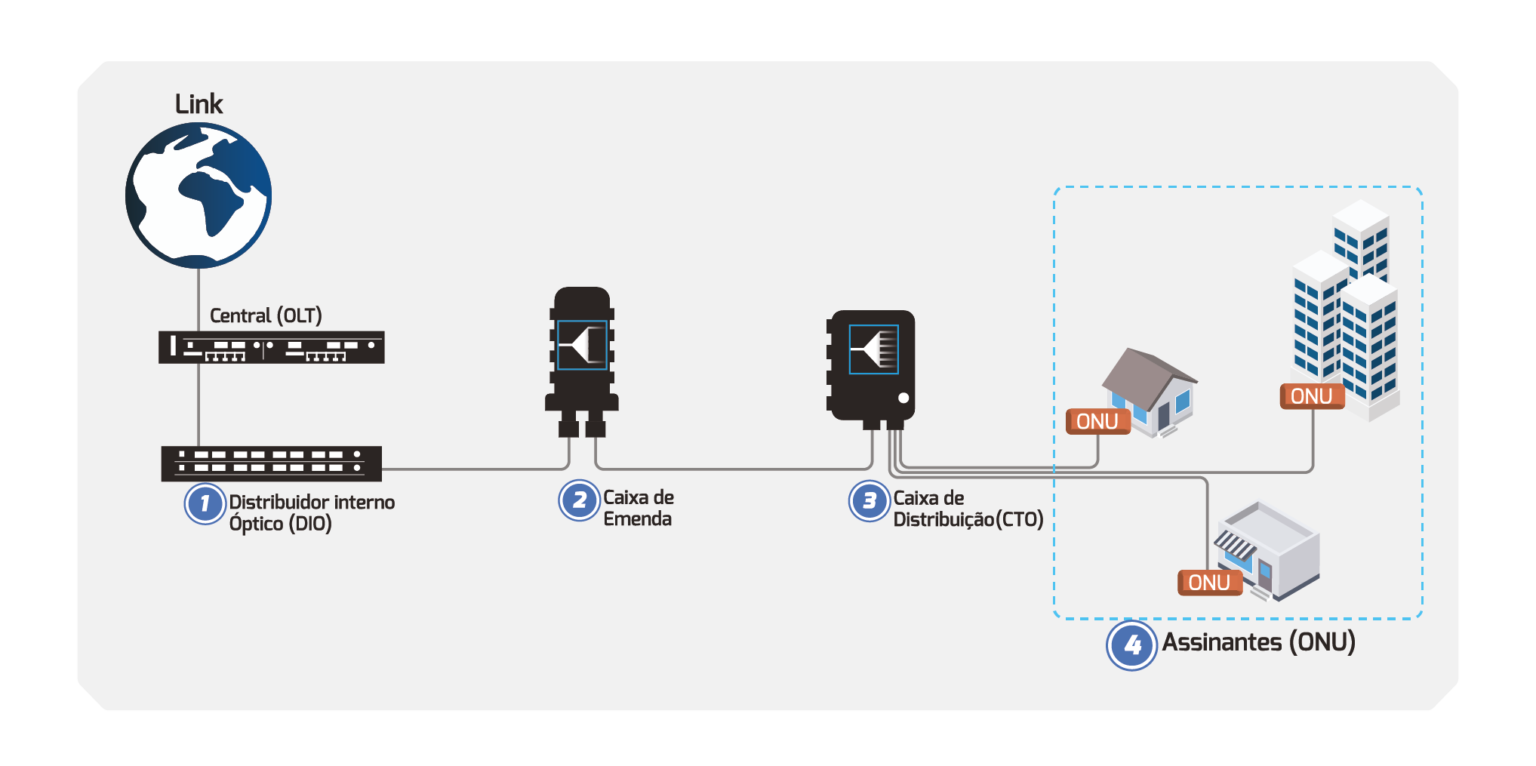 Link
Central (OLT)
1 Distribuidor interno
Óptico (DIO)
2 Caixa de
Emenda
3 Caixa de
Distribuição(CTO)
ONU
ONU
ONU
4 Assinantes (ONU)